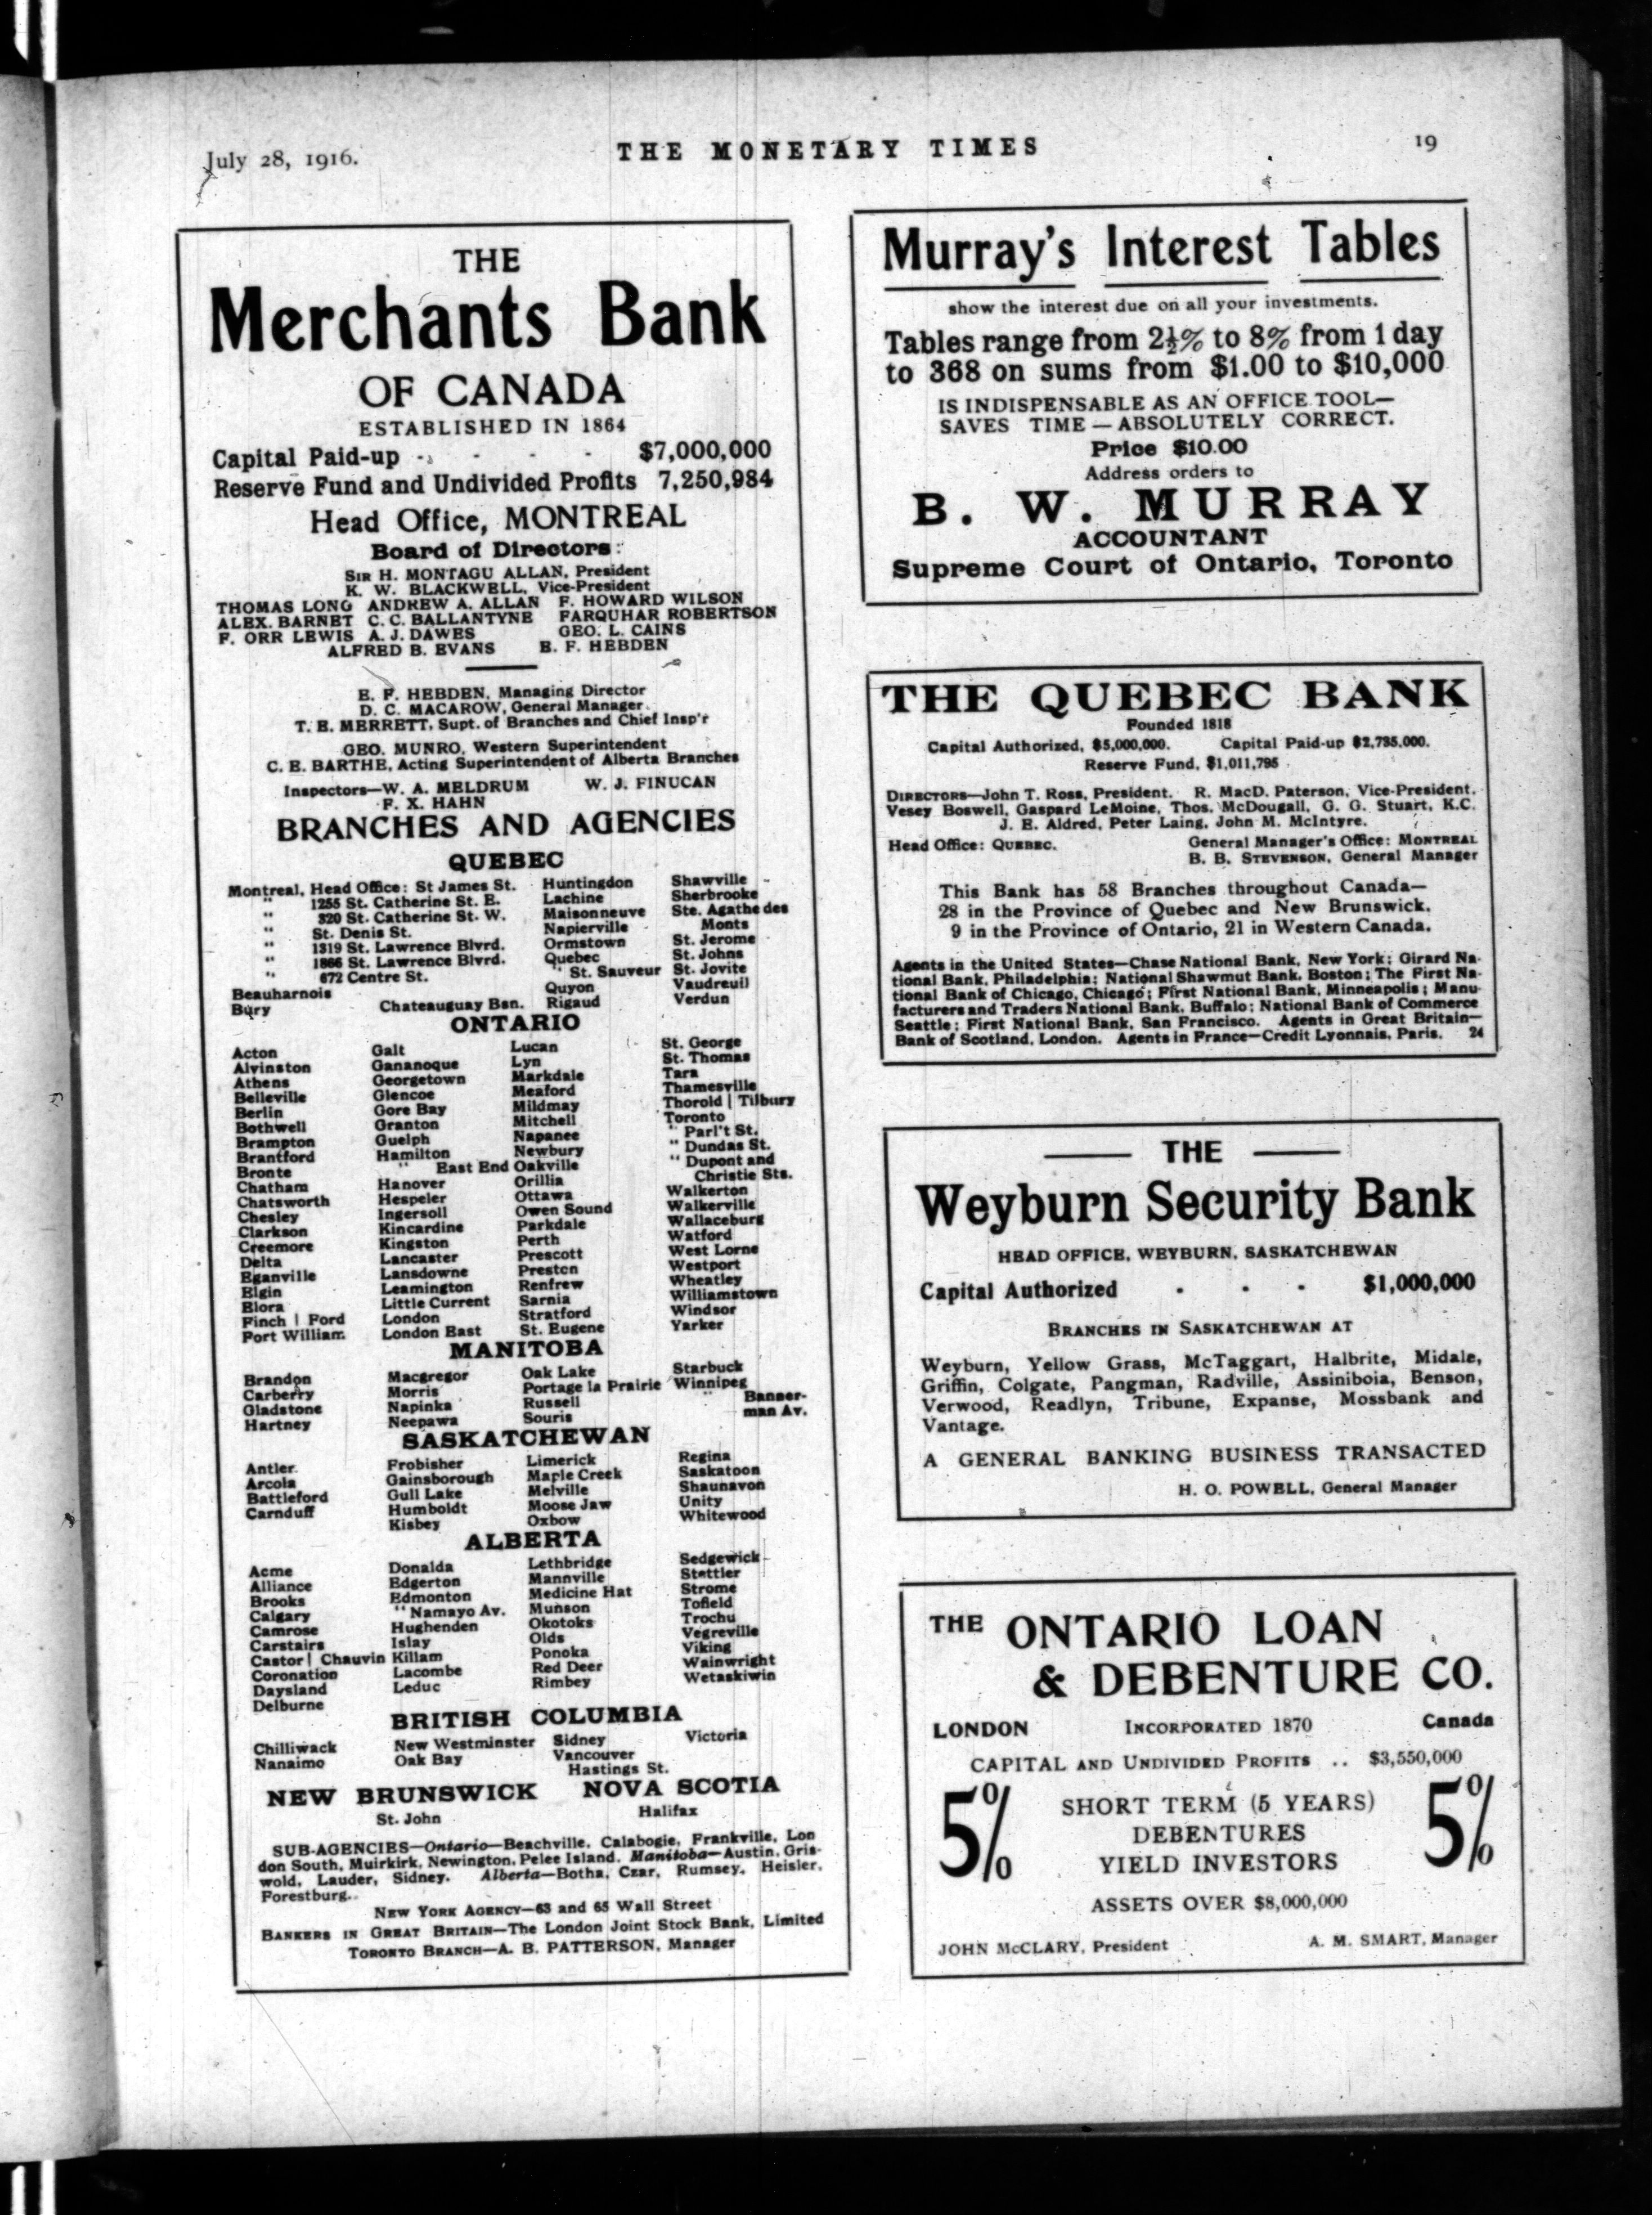 July 28, 1916.
THE MONETARY TIMES
19
THE
Merchants Bank
OF CANADA
ESTABLISHED IN 1864
Capital Paid-up - - - - $7,000,000
Reserve Fund and Undivided Profits 7,250,984
Head Office, MONTREAL
Board of Directors:
SIR H. MONTAGU ALLAN, President
K. W. BLACKWELL, Vice-President
THOMAS LONG ANDREW A. ALLAN F. HOWARD WILSON
ALEX. BARNET C. C. BALLANTYNE FARQUHAR ROBERTSON
F. ORR LEWIS A. J. DAWES GEO. L. CAINS
ALFRED B. EVANS E. F. HEBDEN
E. F. HEBDEN, Managing Director
D. C. MACAROW, General Manager
T. E. MERRETT, Supt. of Branches and Chief Insp'r
GEO. MUNRO, Western Superintendent
C. E. BARTHE, Acting Superintendent of Alberta Branches
Inspectors—W. A. MELDRUM W. J. FINUCAN
F. X. HAHN
BRANCHES AND AGENCIES
QUEBEC
Montreal, Head Office: St James St. Huntingdon Shawville
" 1255 St. Catherine St. E. Lachine Sherbrooke
" 320 St. Catherine St. W. Maisonneuve Ste. Agathe des
" St. Denis St. Napierville Monts
" 1319 St. Lawrence Blvrd. Ormstown St. Jerome
" 1866 St. Lawrence Blvrd. Quebec St. Johns
" 672 Centre St. " St. Sauveur St. Jovite
Beauharnois Quyon Vaudreuil
Bury Chateauguay Bsn. Rigaud Verdun
ONTARIO
Acton Galt Lucan St. George
Alvinston Gananoque Lyn St. Thomas
Athens Georgetown Markdale Tara
Belleville Glencoe Meaford Thamesville
Berlin Gore Bay Mildmay Thorold | Tilbury
Bothwell Granton Mitchell Toronto
Brampton Guelph Napanee " Parl't St.
Brantford Hamilton Newbury " Dundas St.
Bronte " East End Oakville " Dupont and
Chatham Hanover Orillia Christie Sts.
Chatsworth Hespeler Ottawa Walkerton
Chesley Ingersoll Owen Sound Walkerville
Clarkson Kincardine Parkdale Wallaceburg
Creemore Kingston Perth Watford
Delta Lancaster Prescott West Lorne
Eganville Lansdowne Preston Westport
Elgin Leamington Renfrew Wheatley
Elora Little Current Sarnia Williamstown
Finch | Ford London Stratford Windsor
Fort William London East St. Eugene Yarker
MANITOBA
Brandon Macgregor Oak Lake Starbuck
Carberry Morris Portage la Prairie Winnipeg
Gladstone Napinka Russell " Banner-
Hartney Neepawa Souris man Av.
SASKATCHEWAN
Antler Frobisher Limerick Regina
Arcola Gainsborough Maple Creek Saskatoon
Battleford Gull Lake Melville Shaunavon
Carnduff Humboldt Moose Jaw Unity
Kisbey Oxbow Whitewood
ALBERTA
Acme Donalda Lethbridge Sedgewick
Alliance Edgerton Mannville Stettler
Brooks Edmonton Medicine Hat Strome
Calgary " Namayo Av. Munson Tofield
Camrose Hughenden Okotoks Trochu
Carstairs Islay Olds Vegreville
Castor | Chauvin Killam Ponoka Viking
Coronation Lacombe Red Deer Wainwright
Daysland Leduc Rimbey Wetaskiwin
Delburne
BRITISH COLUMBIA
Chilliwack New Westminster Sidney Victoria
Nanaimo Oak Bay Vancouver
Hastings St.
NEW BRUNSWICK NOVA SCOTIA
St. John Halifax
SUB-AGENCIES—Ontario—Beachville, Calabogie, Frankville, Lon
don South, Muirkirk, Newington, Pelee Island. Manitoba—Austin, Gris-
wold, Lauder, Sidney. Alberta—Botha, Czar, Rumsey, Heisler,
Forestburg.
NEW YORK AGENCY—63 and 65 Wall Street
BANKERS IN GREAT BRITAIN—The London Joint Stock Bank, Limited
TORONTO BRANCH—A. B. PATTERSON, Manager
Murray's Interest Tables
show the interest due on all your investments.
Tables range from 2½% to 8% from 1 day
to 368 on sums from $1.00 to $10,000
IS INDISPENSABLE AS AN OFFICE TOOL—
SAVES TIME—ABSOLUTELY CORRECT.
Price $10.00
Address orders to
B. W. MURRAY
ACCOUNTANT
Supreme Court of Ontario, Toronto
THE QUEBEC BANK
Founded 1818
Capital Authorized, $5,000,000. Capital Paid-up $2,735,000.
Reserve Fund, $1,011,795
DIRECTORS—John T. Ross, President. R. MacD. Paterson, Vice-President.
Vesey Boswell, Gaspard LeMoine, Thos. McDougall, G. G. Stuart, K.C.
J. E. Aldred, Peter Laing, John M. McIntyre.
Head Office: QUEBEC. General Manager's Office: MONTREAL
B. B. STEVENSON, General Manager
This Bank has 58 Branches throughout Canada—
28 in the Province of Quebec and New Brunswick,
9 in the Province of Ontario, 21 in Western Canada.
Agents in the United States—Chase National Bank, New York; Girard Na-
tional Bank, Philadelphia; National Shawmut Bank, Boston; The First Na-
tional Bank of Chicago, Chicago; First National Bank, Minneapolis; Manu-
facturers and Traders National Bank, Buffalo; National Bank of Commerce
Seattle; First National Bank, San Francisco. Agents in Great Britain—
Bank of Scotland, London. Agents in France—Credit Lyonnais, Paris. 24
THE
Weyburn Security Bank
HEAD OFFICE, WEYBURN, SASKATCHEWAN
Capital Authorized . . . $1,000,000
BRANCHES IN SASKATCHEWAN AT
Weyburn, Yellow Grass, McTaggart, Halbrite, Midale,
Griffin, Colgate, Pangman, Radville, Assiniboia, Benson,
Verwood, Readlyn, Tribune, Expanse, Mossbank and
Vantage.
A GENERAL BANKING BUSINESS TRANSACTED
H. O. POWELL, General Manager
THE ONTARIO LOAN
& DEBENTURE CO.
LONDON INCORPORATED 1870 Canada
CAPITAL AND UNDIVIDED PROFITS .. $3,550,000
5% SHORT TERM (5 YEARS) 5%
DEBENTURES
YIELD INVESTORS
ASSETS OVER $8,000,000
JOHN McCLARY, President A. M. SMART, Manager